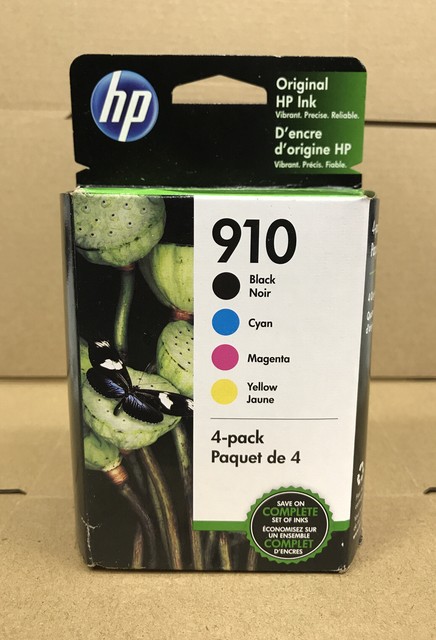 hp
Original
HP Ink
Vibrant. Precise. Reliable.
D'encre
d'origine HP
Vibrant. Précis. Fiable.
910
Black
Noir
Cyan
Magenta
Yellow
Jaune
4-pack
Paquet de 4
SAVE ON
COMPLETE
SET OF INKS
ÉCONOMISEZ SUR
UN ENSEMBLE
COMPLET
D'ENCRES